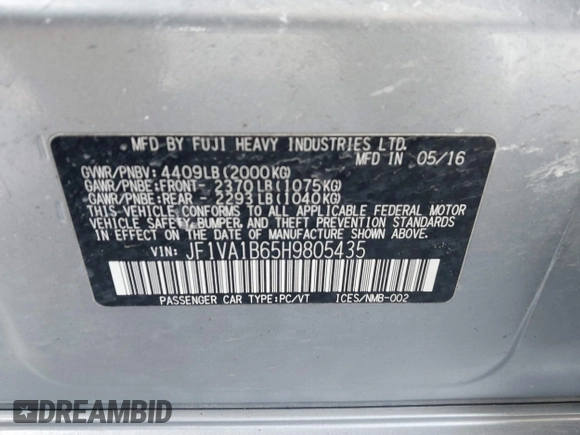 MFD BY FUJI HEAVY INDUSTRIES LTD.
MFD IN 05/16
GVWR/PNBV: 4409LB(2000KG)
GAWR/PNBE:FRONT- 2370LB(1075KG)
GAWR/PNBE:REAR - 2293LB(1040KG)
THIS VEHICLE CONFORMS TO ALL APPLICABLE FEDERAL MOTOR
VEHICLE SAFETY,BUMPER,AND THEFT PREVENTION STANDARDS
IN EFFECT ON THE DATE OF MANUFACTURE SHOWN ABOVE.
VIN: JF1VA1B65H9805435
PASSENGER CAR TYPE:PC/VT ICES/NMB-002
DREAMBID